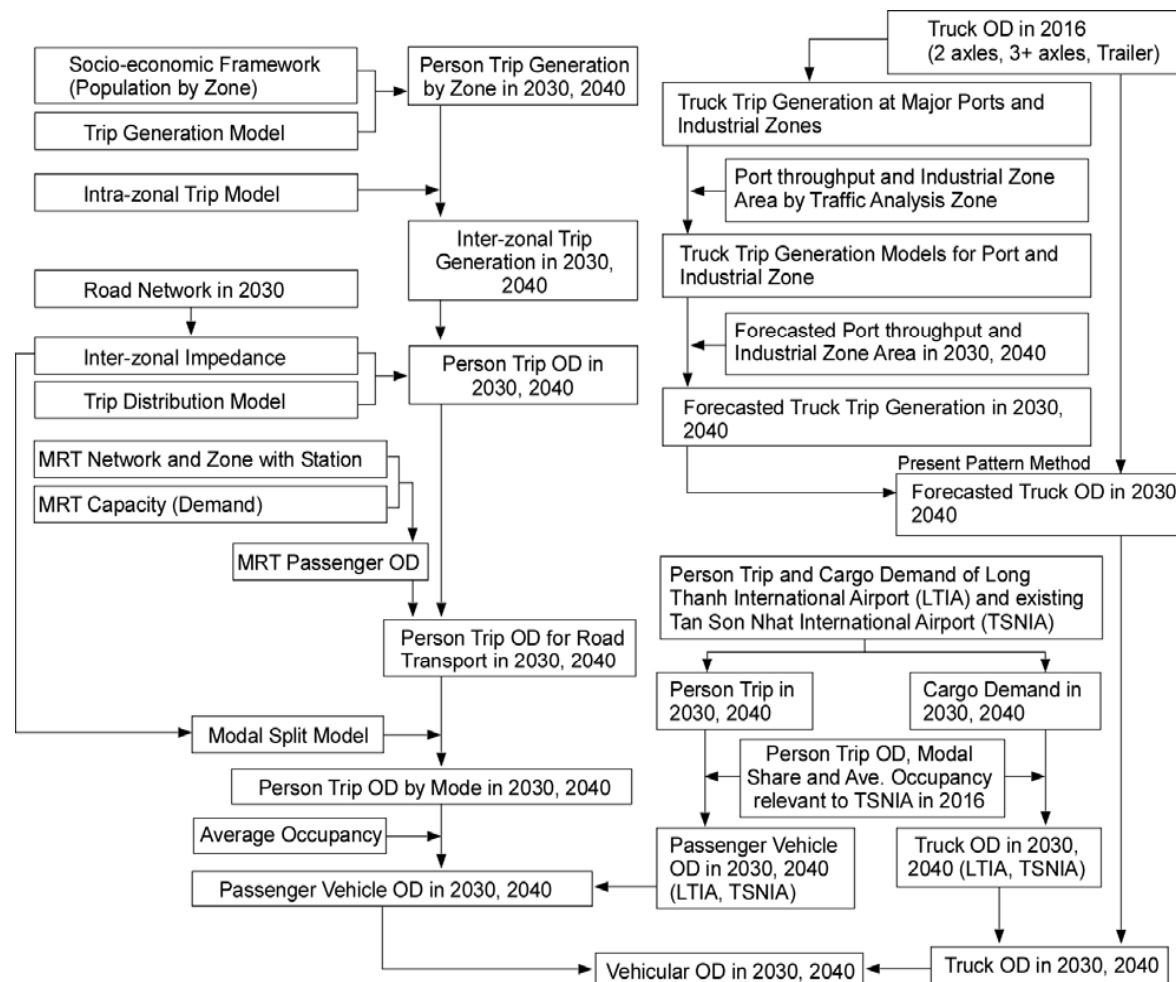 Socio-economic Framework
(Population by Zone)
Trip Generation Model
Person Trip Generation
by Zone in 2030, 2040
Intra-zonal Trip Model
Inter-zonal Trip
Generation in 2030,
2040
Road Network in 2030
Inter-zonal Impedance
Trip Distribution Model
Person Trip OD in
2030, 2040
MRT Network and Zone with Station
MRT Capacity (Demand)
MRT Passenger OD
Person Trip OD for Road
Transport in 2030, 2040
Modal Split Model
Person Trip OD by Mode in 2030, 2040
Average Occupancy
Passenger Vehicle OD in 2030, 2040
Truck OD in 2016
(2 axles, 3+ axles, Trailer)
Truck Trip Generation at Major Ports and
Industrial Zones
Port throughput and Industrial Zone
Area by Traffic Analysis Zone
Truck Trip Generation Models for Port and
Industrial Zone
Forecasted Port throughput and
Industrial Zone Area in 2030, 2040
Forecasted Truck Trip Generation in 2030,
2040
Present Pattern Method
Forecasted Truck OD in 2030
2040
Person Trip and Cargo Demand of Long
Thanh International Airport (LTIA) and existing
Tan Son Nhat International Airport (TSNIA)
Person Trip in
2030, 2040
Cargo Demand in
2030, 2040
Person Trip OD, Modal
Share and Ave. Occupancy
relevant to TSNIA in 2016
Passenger Vehicle
OD in 2030, 2040
(LTIA, TSNIA)
Truck OD in 2030,
2040 (LTIA, TSNIA)
Vehicular OD in 2030, 2040
Truck OD in 2030, 2040